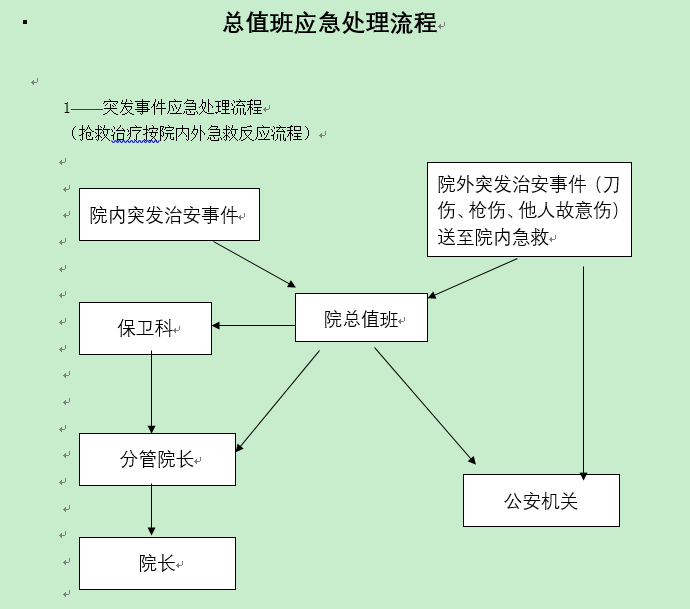 总值班应急处理流程
1——突发事件应急处理流程
（抢救治疗按院内外急救反应流程）
院内突发治安事件
院外突发治安事件（刀
伤、枪伤、他人故意伤）
送至院内急救
院总值班
保卫科
分管院长
公安机关
院长